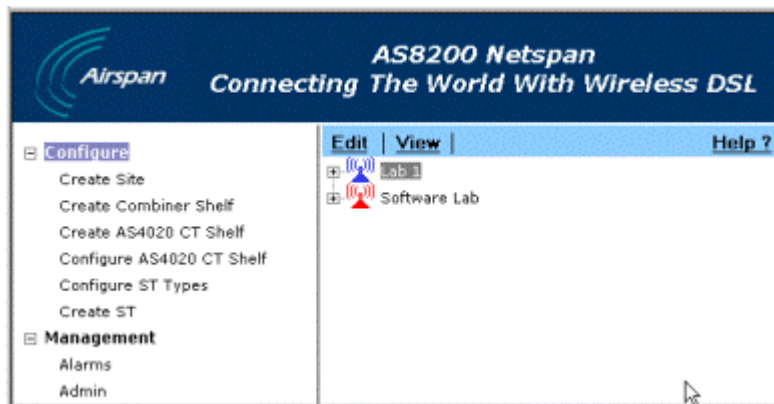 Airspan
AS8200 Netspan
Connecting The World With Wireless DSL
Configure
Create Site
Create Combiner Shelf
Create AS4020 CT Shelf
Configure AS4020 CT Shelf
Configure ST Types
Create ST
Management
Alarms
Admin
Edit | View | Help ?
Lab 1
Software Lab